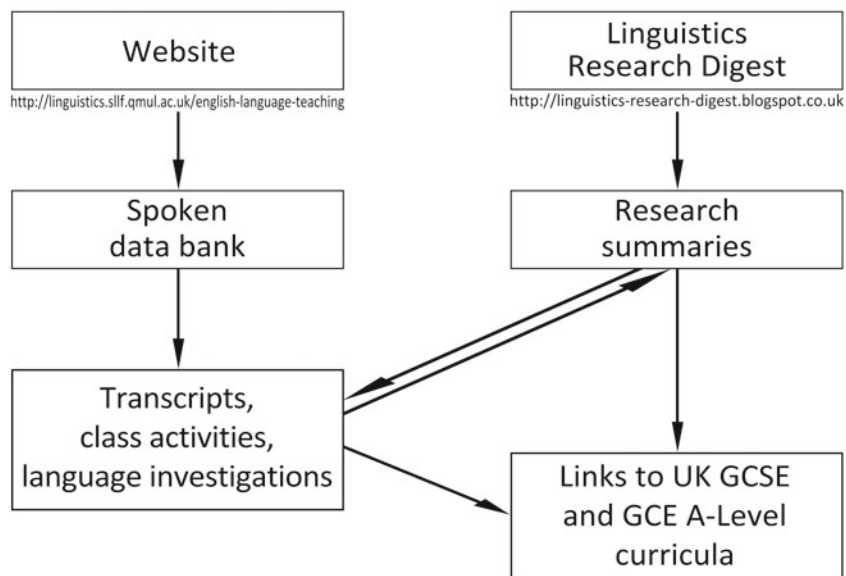 Website
http://linguistics.sllf.qmul.ac.uk/english-language-teaching
Linguistics
Research Digest
http://linguistics-research-digest.blogspot.co.uk
Spoken
data bank
Research
summaries
Transcripts,
class activities,
language investigations
Links to UK GCSE
and GCE A-Level
curricula